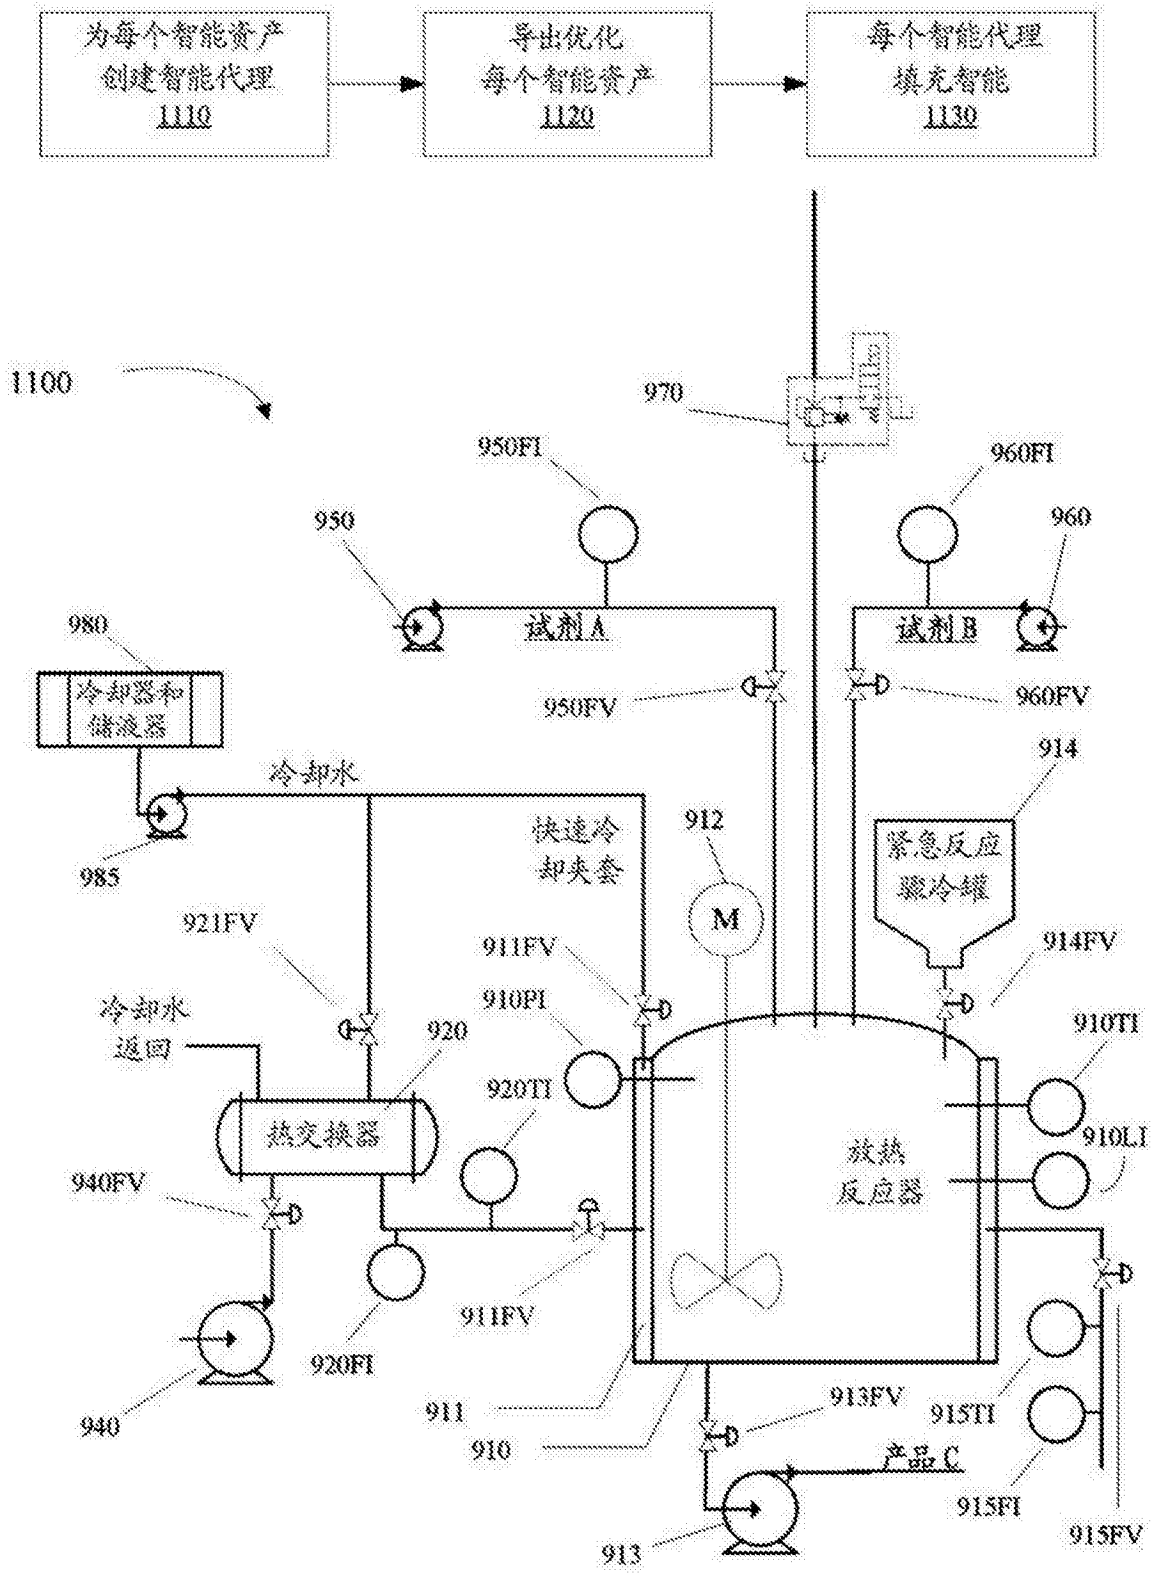 为每个智能资产
创建智能代理
1110
导出优化
每个智能资产
1120
每个智能代理
填充智能
1130
1100
970
950FI
960FI
950
960
试剂A
试剂B
980
冷却器和
储液器
950FV
960FV
914
冷却水
985
快速冷
却夹套
912
M
紧急反应
骤冷罐
921FV
911FV
914FV
910PI
冷却水
返回
920
910TI
920TI
热交换器
910LI
放热
反应器
940FV
911FV
920FI
940
911
910
913FV
915TI
产品C
915FI
915FV
913